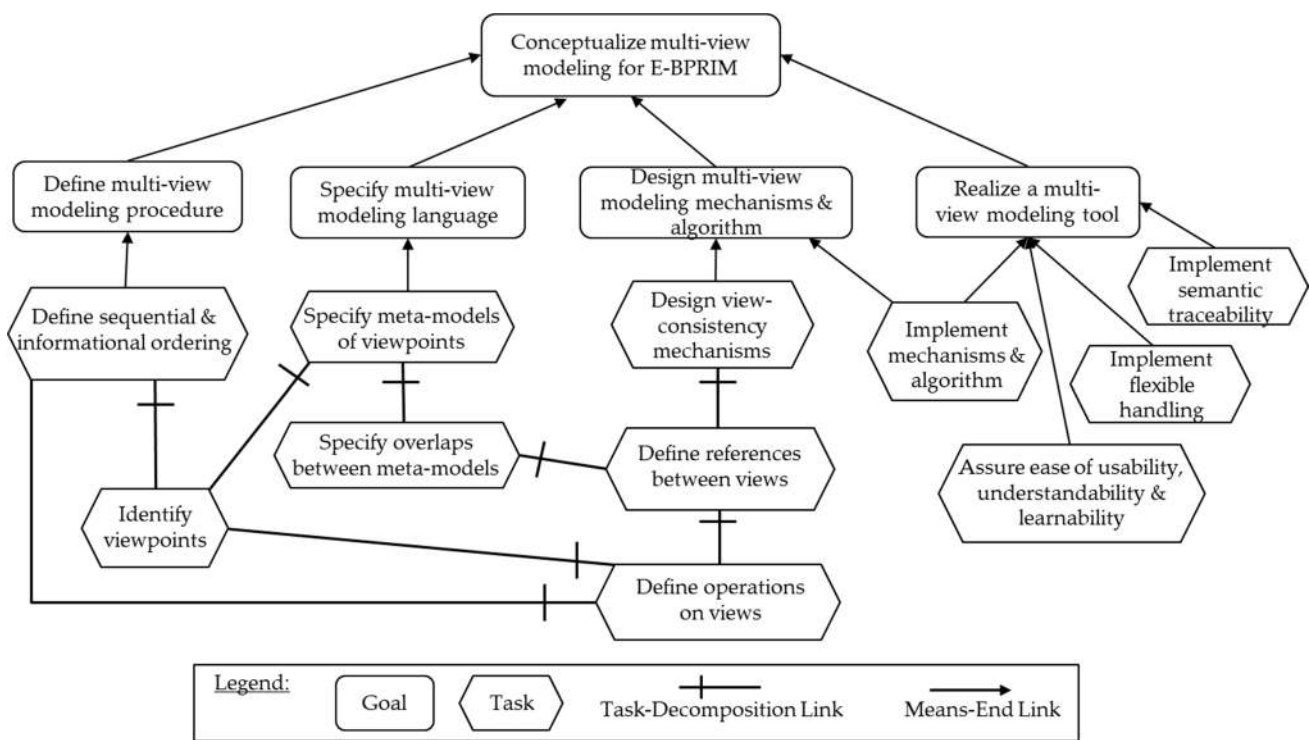 Conceptualize multi-view
modeling for E-BPRIM
Define multi-view
modeling procedure
Specify multi-view
modeling language
Design multi-view
modeling mechanisms &
algorithm
Realize a multi-
view modeling tool
Define sequential &
informational ordering
Specify meta-models
of viewpoints
Design view-
consistency
mechanisms
Implement
mechanisms &
algorithm
Implement
semantic
traceability
Implement
flexible
handling
Specify overlaps
between meta-models
Define references
between views
Assure ease of usability,
understandability &
learnability
Identify
viewpoints
Define operations
on views
Legend:
Goal
Task
Task-Decomposition Link
Means-End Link